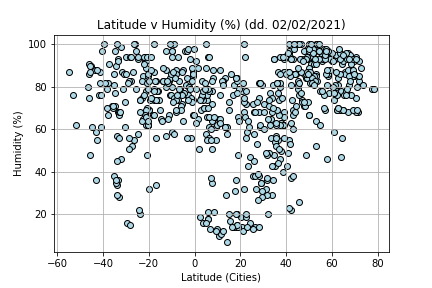 Latitude v Humidity (%) (dd. 02/02/2021)
100
80
60
40
20
Humidity (%)
−60 −40 −20 0 20 40 60 80
Latitude (Cities)